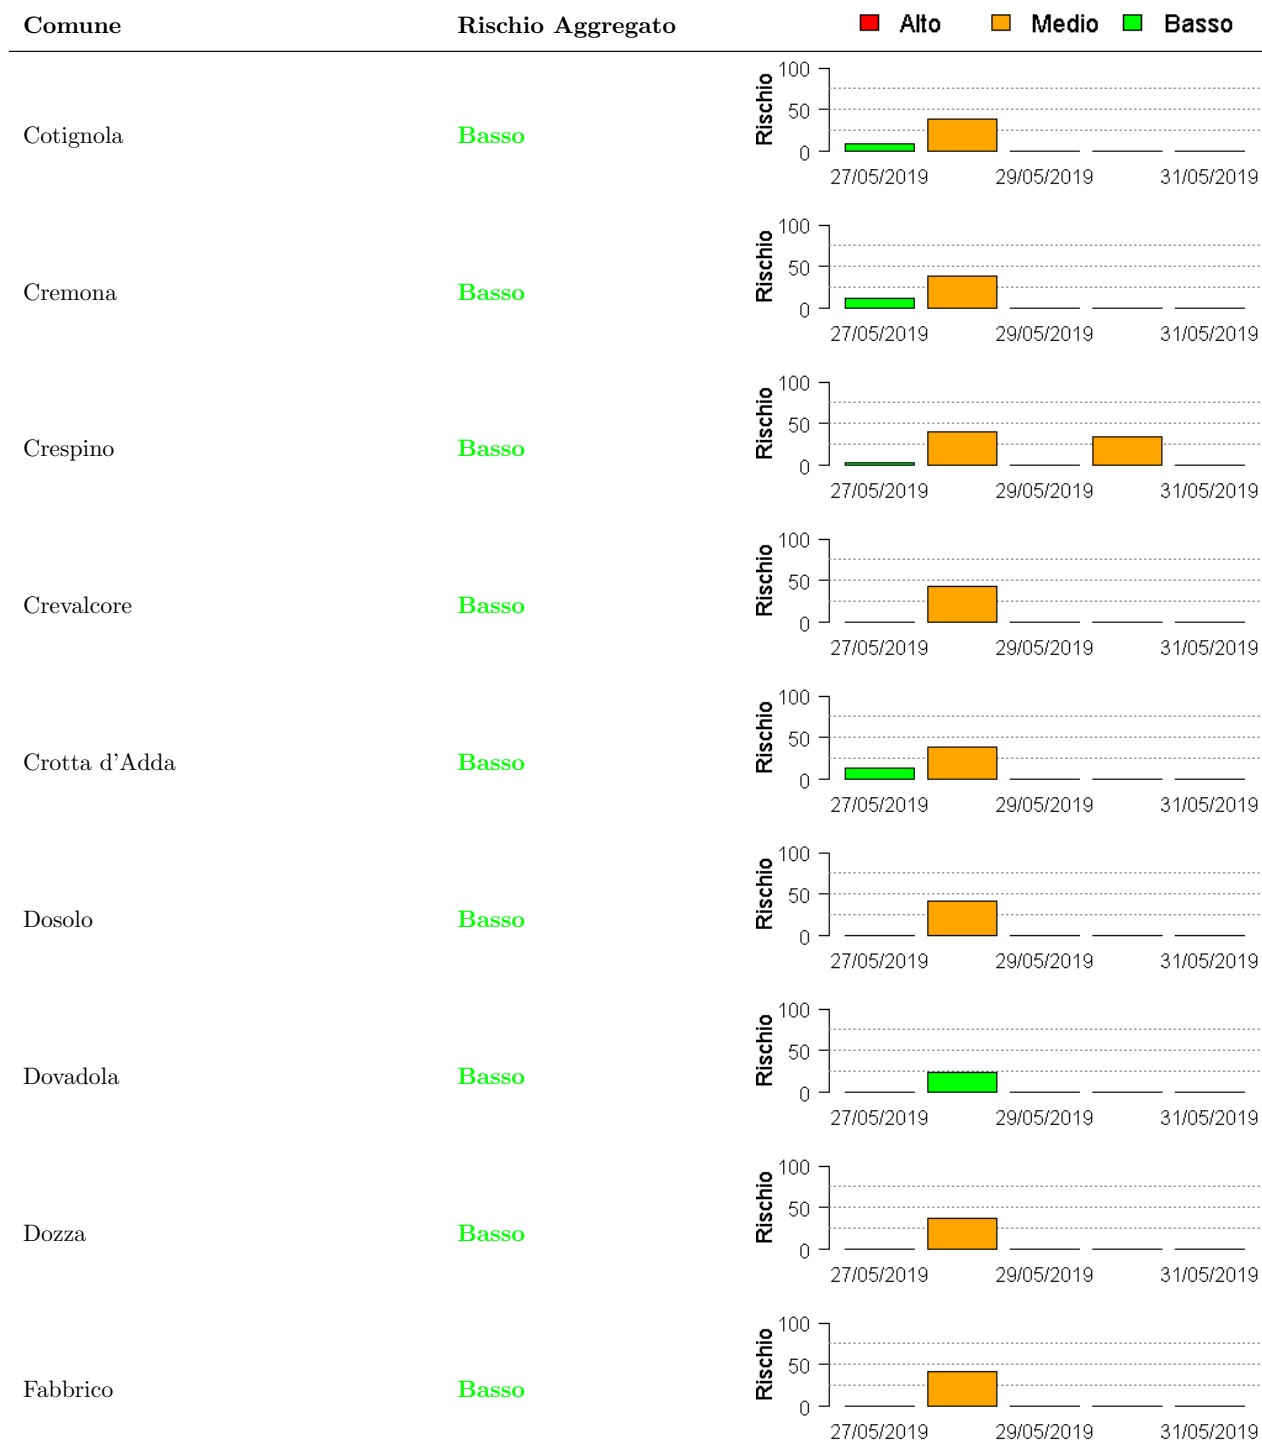 Comune Rischio Aggregato Alto Medio Basso
Cotignola Basso Rischio 100 50 0
27/05/2019 29/05/2019 31/05/2019
Cremona Basso Rischio 100 50 0
27/05/2019 29/05/2019 31/05/2019
Crespino Basso Rischio 100 50 0
27/05/2019 29/05/2019 31/05/2019
Crevalcore Basso Rischio 100 50 0
27/05/2019 29/05/2019 31/05/2019
Crotta d'Adda Basso Rischio 100 50 0
27/05/2019 29/05/2019 31/05/2019
Dosolo Basso Rischio 100 50 0
27/05/2019 29/05/2019 31/05/2019
Dovadola Basso Rischio 100 50 0
27/05/2019 29/05/2019 31/05/2019
Dozza Basso Rischio 100 50 0
27/05/2019 29/05/2019 31/05/2019
Fabbrico Basso Rischio 100 50 0
27/05/2019 29/05/2019 31/05/2019